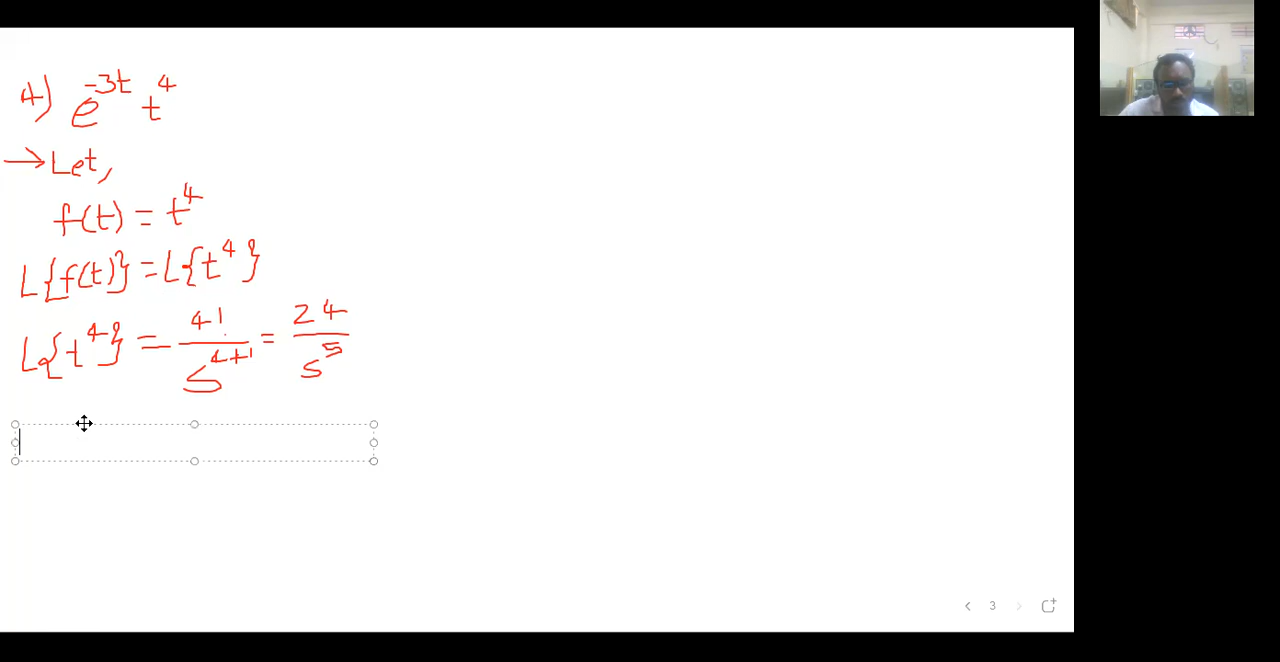 4) e^-3t t^4
→ Let,
f(t) = t^4
L{f(t)} = L{t^4}
L{t^4} = 4!/s^4+1 = 24/s^5
3